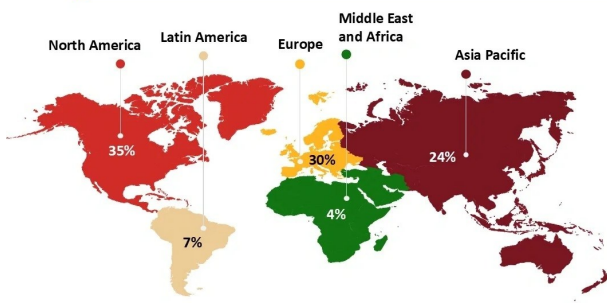 North America
Latin America
Europe
Middle East
and Africa
Asia Pacific
35%
30%
24%
4%
7%